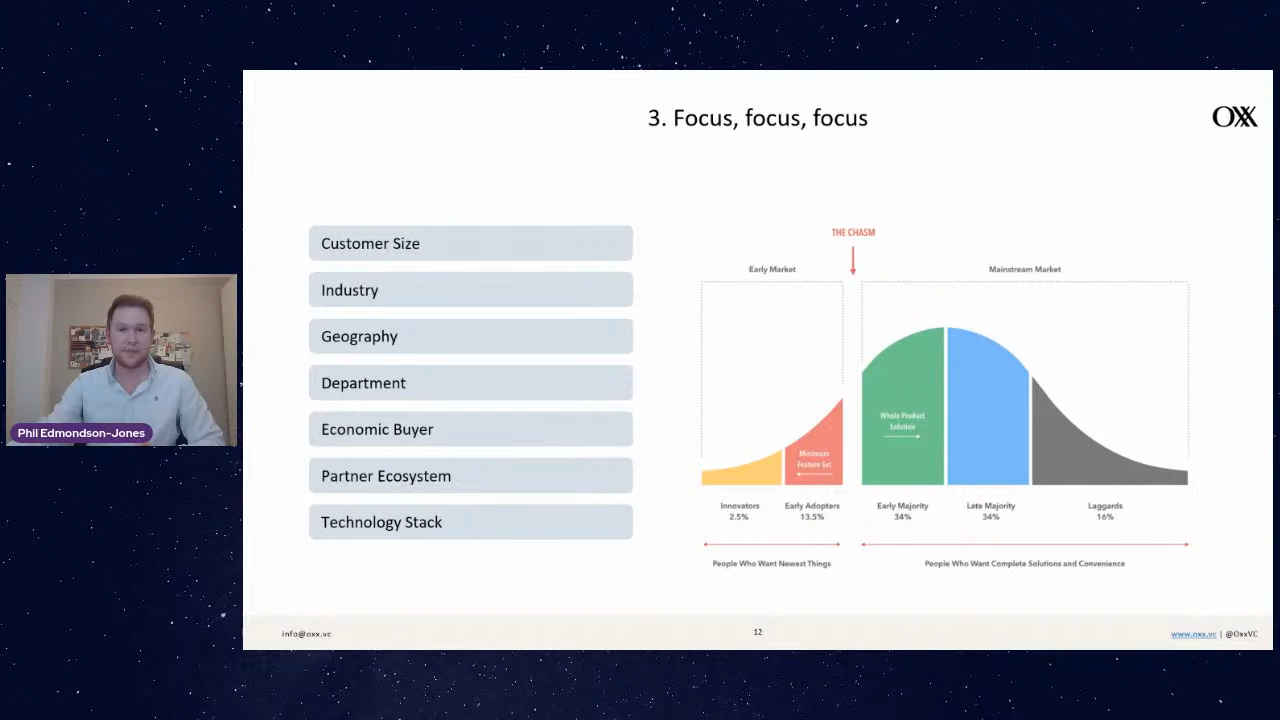 3. Focus, focus, focus
OXX
Customer Size
Industry
Geography
Department
Economic Buyer
Partner Ecosystem
Technology Stack
THE CHASM
Early Market
Mainstream Market
Whole Product
Solution
Minimum
Feature Set
Innovators
2.5%
Early Adopters
13.5%
Early Majority
34%
Late Majority
34%
Laggards
16%
People Who Want Newest Things
People Who Want Complete Solutions and Convenience
Phil Edmondson-Jones
info@oxx.vc
12
www.oxx.vc | @OxxVC